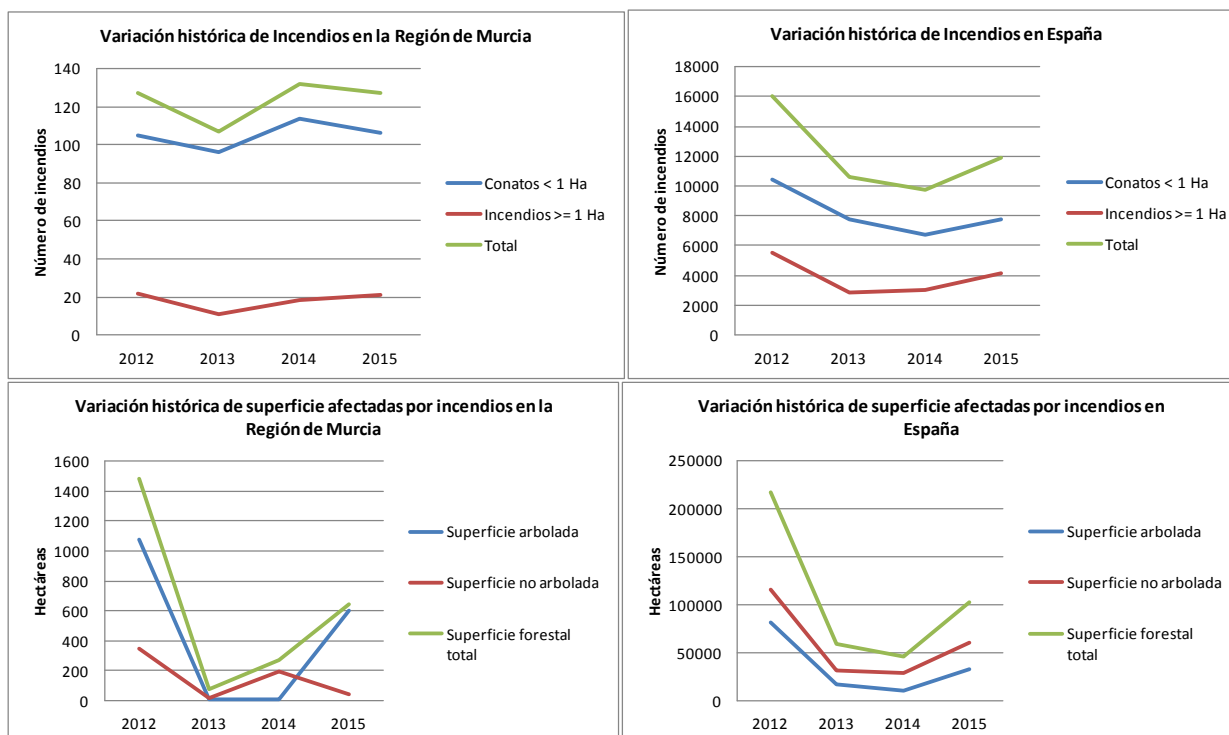 Variación histórica de Incendios en la Región de Murcia
140
120
100
80
60
40
20
0
Número de incendios
2012 2013 2014 2015
Conatos < 1 Ha
Incendios >= 1 Ha
Total
Variación histórica de Incendios en España
18000
16000
14000
12000
10000
8000
6000
4000
2000
0
Número de incendios
2012 2013 2014 2015
Conatos < 1 Ha
Incendios >= 1 Ha
Total
Variación histórica de superficie afectadas por incendios en la
Región de Murcia
1600
1400
1200
1000
800
600
400
200
0
Hectáreas
2012 2013 2014 2015
Superficie arbolada
Superficie no arbolada
Superficie forestal
total
Variación histórica de superficie afectadas por incendios en
España
250000
200000
150000
100000
50000
0
Hectáreas
2012 2013 2014 2015
Superficie arbolada
Superficie no arbolada
Superficie forestal
total